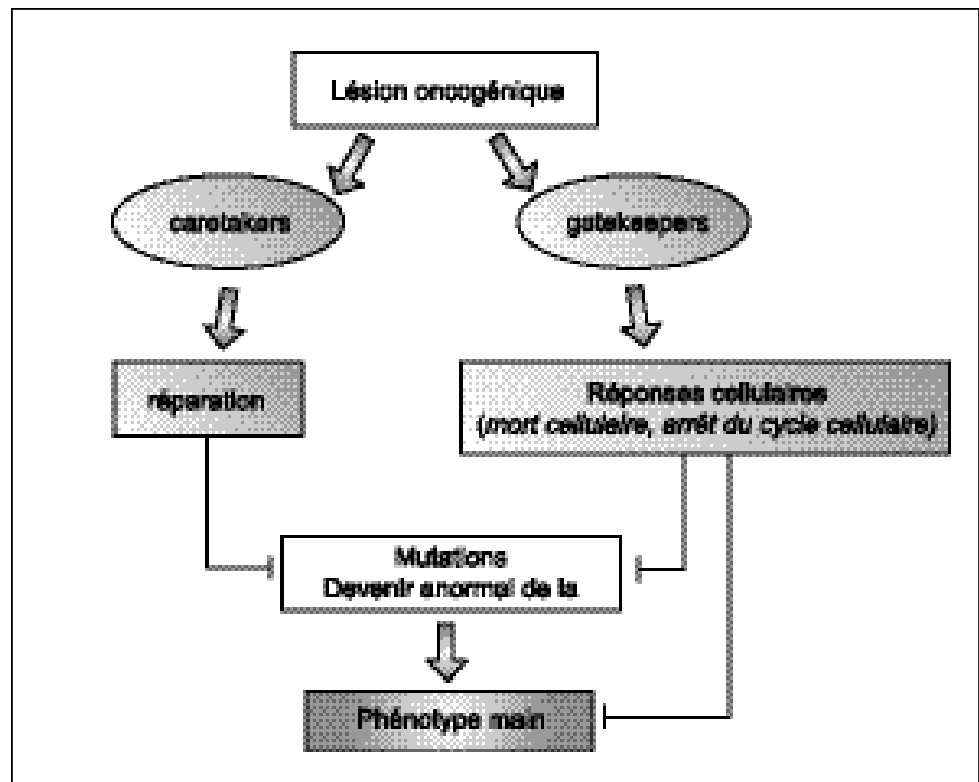 Lésion oncogénique
caretakers
gatekeepers
réparation
Réponses cellulaires
(mort cellulaire, arrêt du cycle cellulaire)
Mutations
Devenir anormal de la
Phénotype main